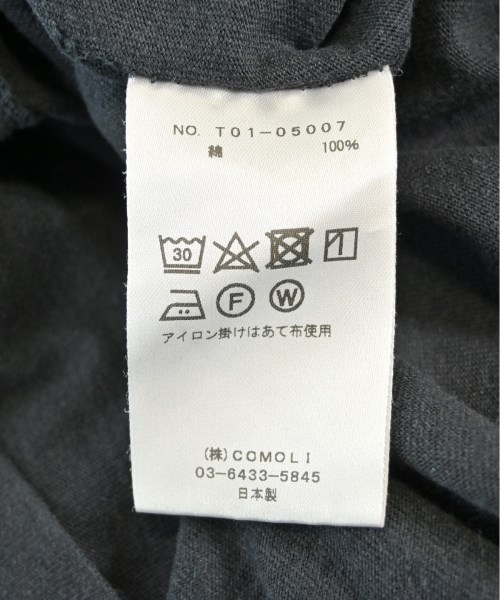 NO. T01-05007
綿 100%
30
F W
アイロン掛けはあて布使用
(株)COMOLI
03-6433-5845
日本製